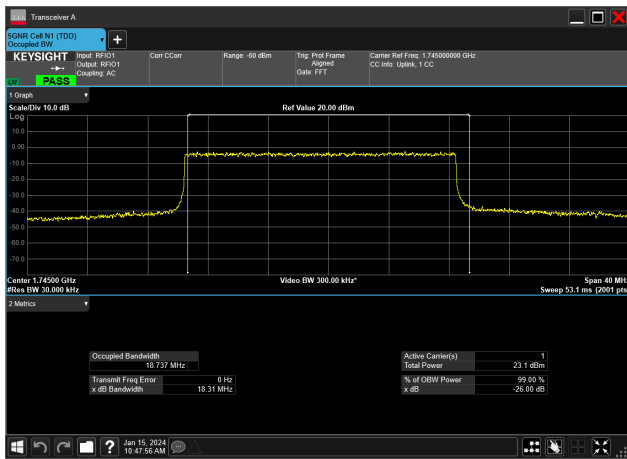 Transceiver A
5GNR Cell N1 (TDD)
Occupied BW
KEYSIGHT
LNI
PASS
Input: RFIO1
Output: RFIO1
Coupling: AC
Corr CCorr
Range: -60 dBm
Trig: Prot Frame
Aligned
Gate: FFT
Carrier Ref Freq: 1.745000000 GHz
CC Info: Uplink, 1 CC
1 Graph
Scale/Div 10.0 dB
Ref Value 20.00 dBm
Log
10.0
0.00
-10.0
-20.0
-30.0
-40.0
-50.0
-60.0
-70.0
Center 1.74500 GHz
#Res BW 30.000 kHz
Video BW 300.00 kHz*
Span 40 MHz
Sweep 53.1 ms (2001 pts
2 Metrics
Occupied Bandwidth
18.737 MHz
Transmit Freq Error 0 Hz
x dB Bandwidth 18.31 MHz
Active Carrier(s) 1
Total Power 23.1 dBm
% of OBW Power 99.00 %
x dB -26.00 dB
Jan 15, 2024
10:47:56 AM